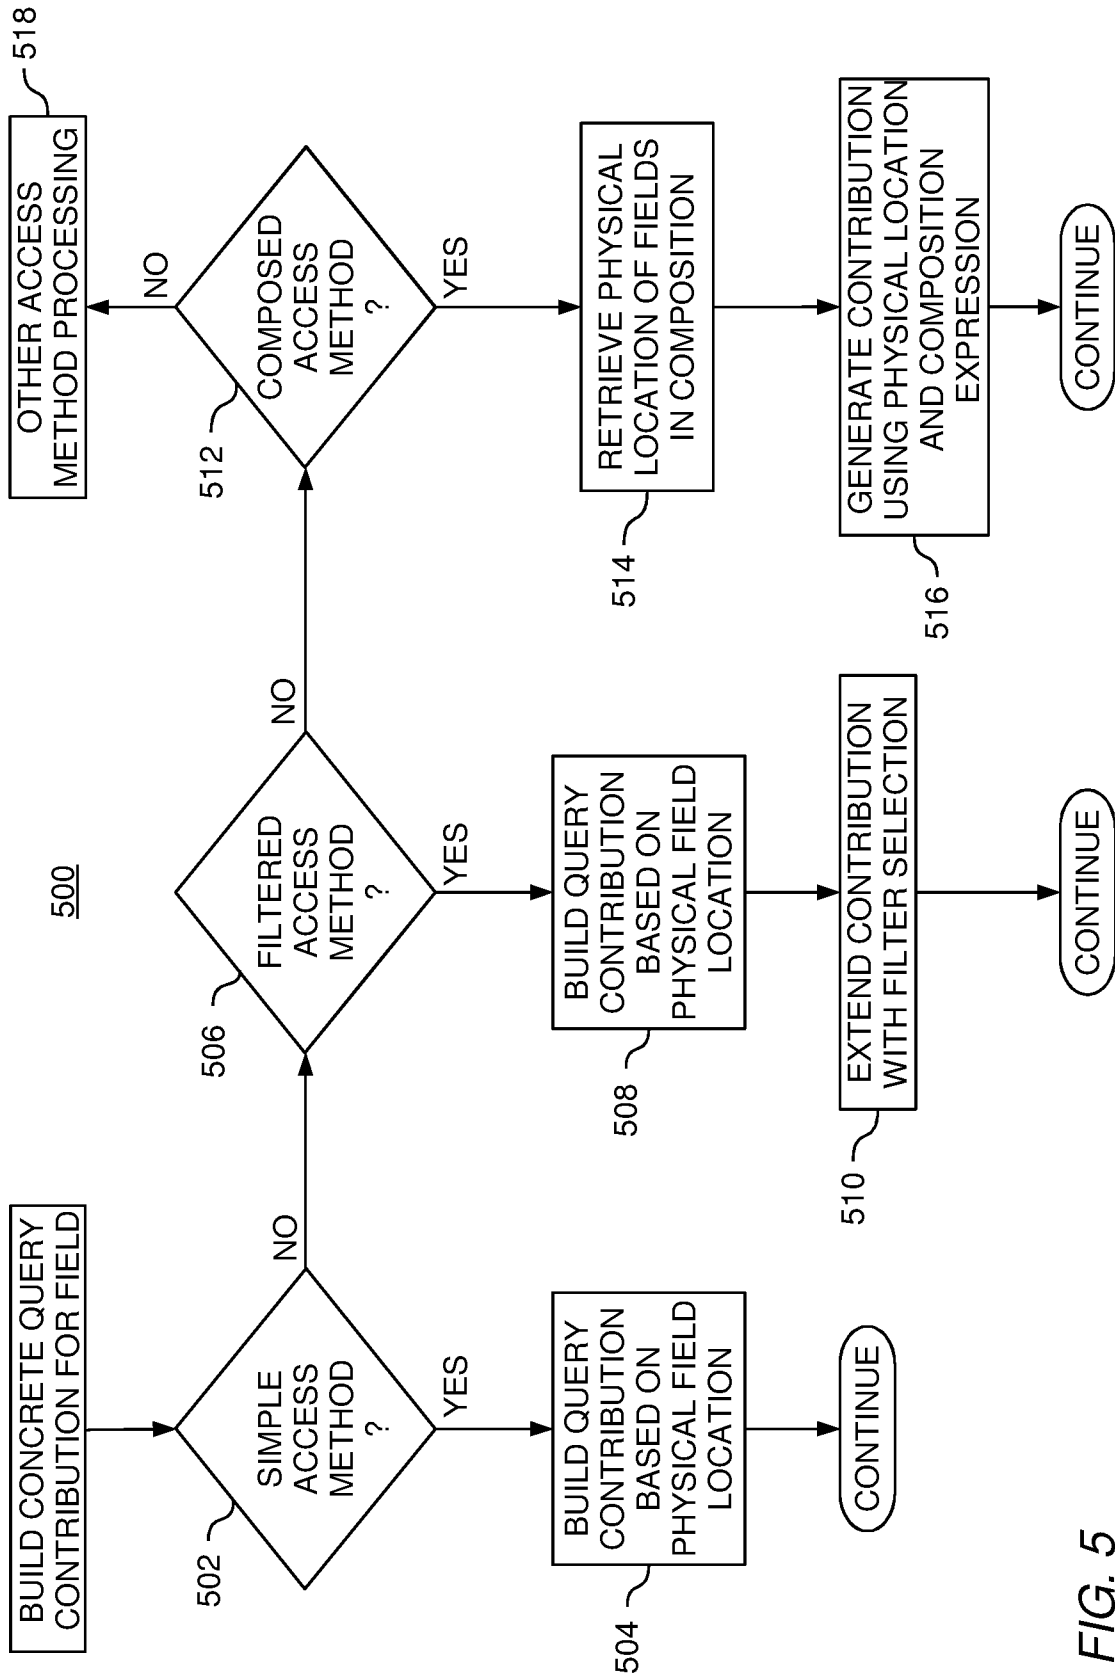 500
BUILD CONCRETE QUERY
CONTRIBUTION FOR FIELD
SIMPLE
ACCESS
METHOD
?
502
NO
YES
BUILD QUERY
CONTRIBUTION
BASED ON
PHYSICAL FIELD
LOCATION
504
CONTINUE
FILTERED
ACCESS
METHOD
?
506
NO
YES
BUILD QUERY
CONTRIBUTION
BASED ON
PHYSICAL FIELD
LOCATION
508
EXTEND CONTRIBUTION
WITH FILTER SELECTION
510
CONTINUE
COMPOSED
ACCESS
METHOD
?
512
NO
OTHER ACCESS
METHOD PROCESSING
518
YES
RETRIEVE PHYSICAL
LOCATION OF FIELDS
IN COMPOSITION
514
GENERATE CONTRIBUTION
USING PHYSICAL LOCATION
AND COMPOSITION
EXPRESSION
516
CONTINUE
FIG. 5